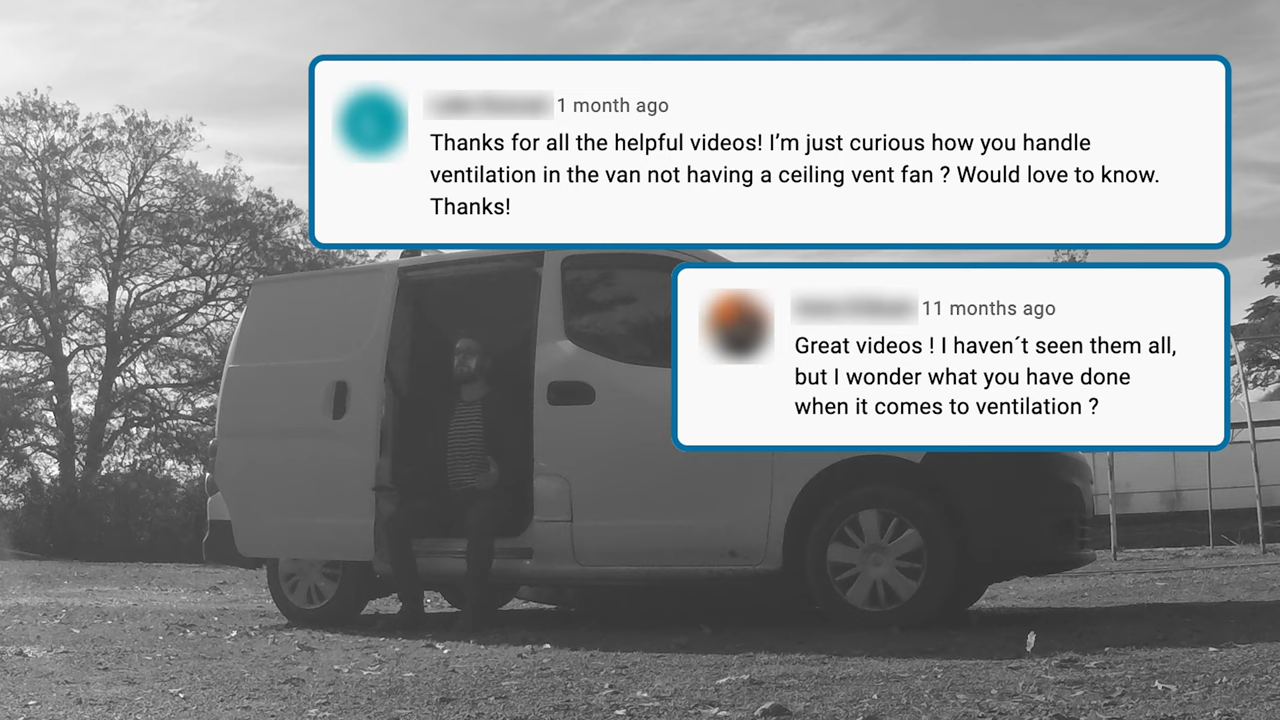 1 month ago
Thanks for all the helpful videos! I’m just curious how you handle
ventilation in the van not having a ceiling vent fan ? Would love to know.
Thanks!
11 months ago
Great videos ! I haven´t seen them all,
but I wonder what you have done
when it comes to ventilation ?